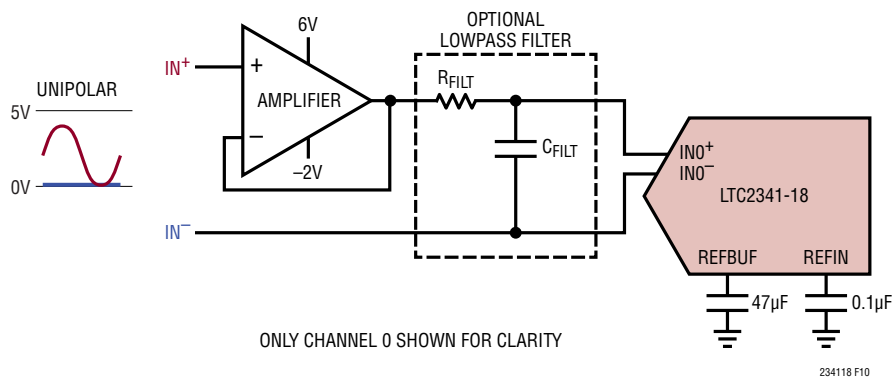 OPTIONAL
LOWPASS FILTER
6V
IN+
+
UNIPOLAR
RFILT
AMPLIFIER
5V
–
CFILT
IN0+
IN0–
–2V
0V
LTC2341-18
IN–
REFBUF
REFIN
47µF
0.1µF
ONLY CHANNEL 0 SHOWN FOR CLARITY
234118 F10